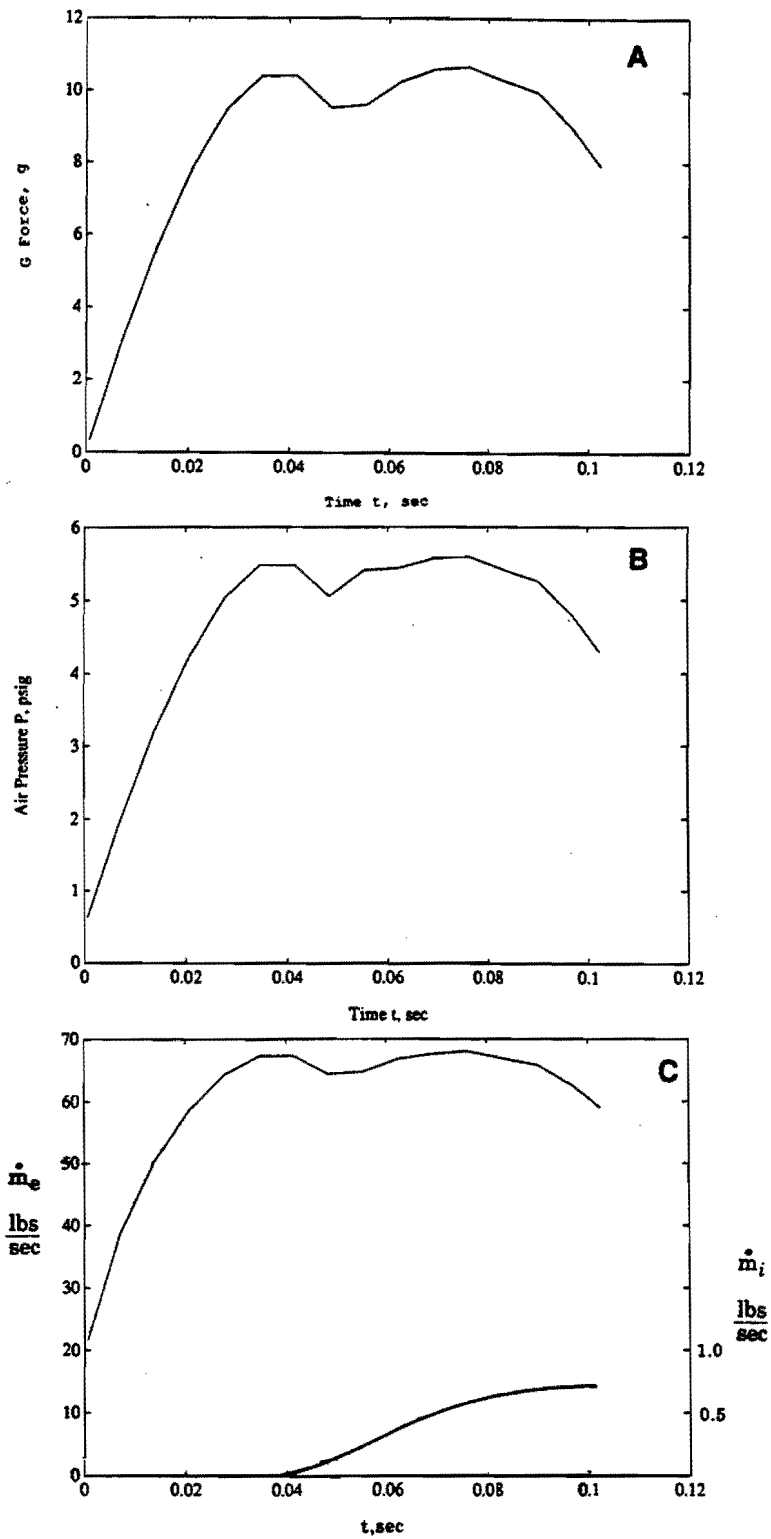 A
12
10
8
6
4
2
0
G Force, g
0 0.02 0.04 0.06 0.08 0.1 0.12
Time t, sec
B
6
5
4
3
2
1
0
Air Pressure P, psig
0 0.02 0.04 0.06 0.08 0.1 0.12
Time t, sec
C
70
60
50
40
30
20
10
0
ṁₑ
lbs
sec
ṁᵢ
lbs
sec
1.0
0.5
0 0.02 0.04 0.06 0.08 0.1 0.12
t,sec